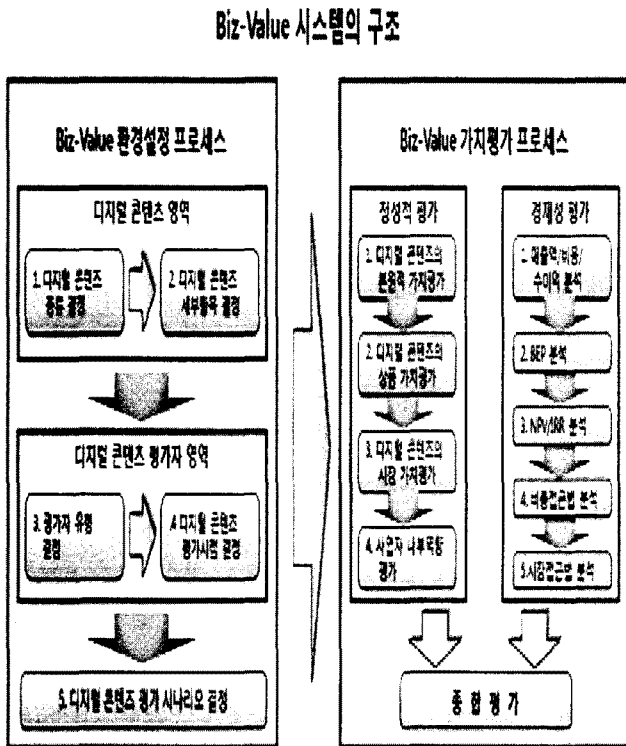 Biz-Value 시스템의 구조
Biz-Value 환경설정 프로세스
디지털 콘텐츠 영역
1. 디지털 콘텐츠
종류 결정
2. 디지털 콘텐츠
세부항목 결정
디지털 콘텐츠 평가자 영역
3. 평가자 유형
결정
4. 디지털 콘텐츠
평가시점 결정
5. 디지털 콘텐츠 평가 시나리오 결정
Biz-Value 가치평가 프로세스
정성적 평가
1. 디지털 콘텐츠의
본원적 가치평가
2. 디지털 콘텐츠의
상품 가치평가
3. 디지털 콘텐츠의
시장 가치평가
4. 사업자
평가
경제성 평가
1. 매출액/비용/
수익 분석
2. BEP 분석
3. NPV/IRR 분석
4. 비용접근법 분석
5.시장접근법 분석
종 합 평 가